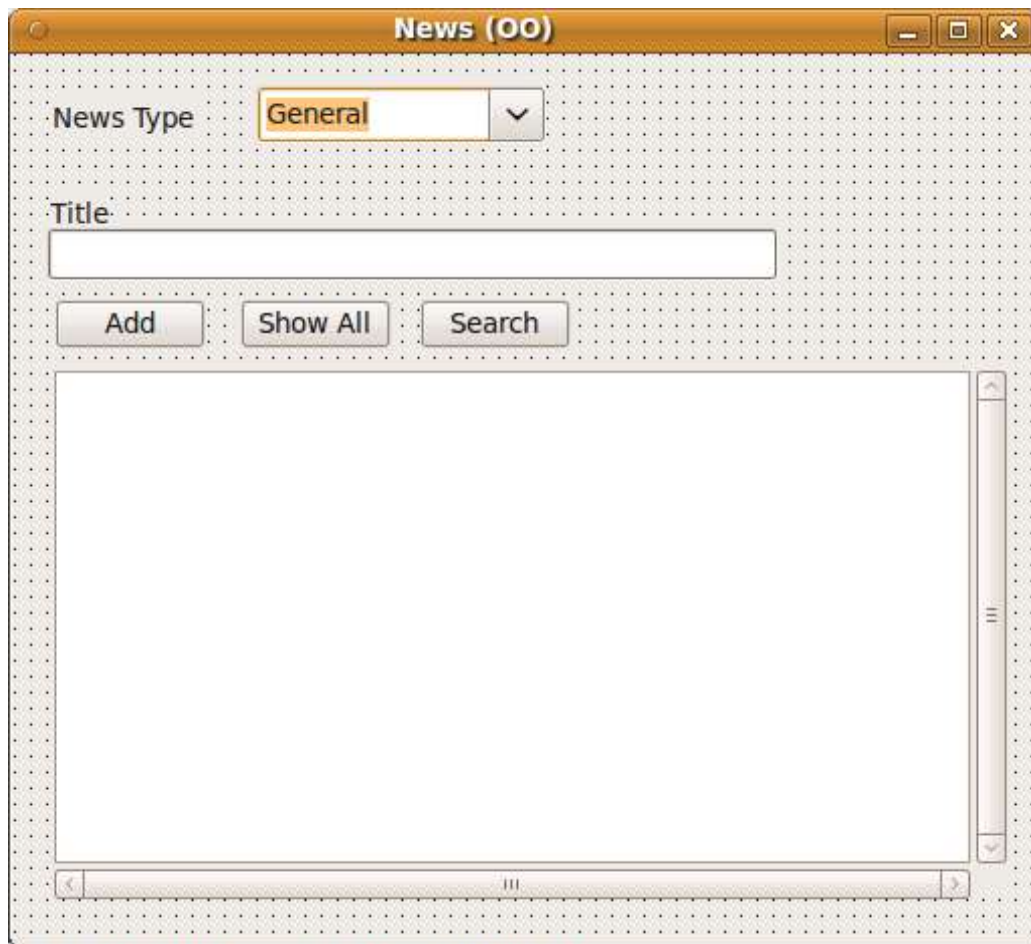 News (OO)
News Type
General
Title
Add
Show All
Search